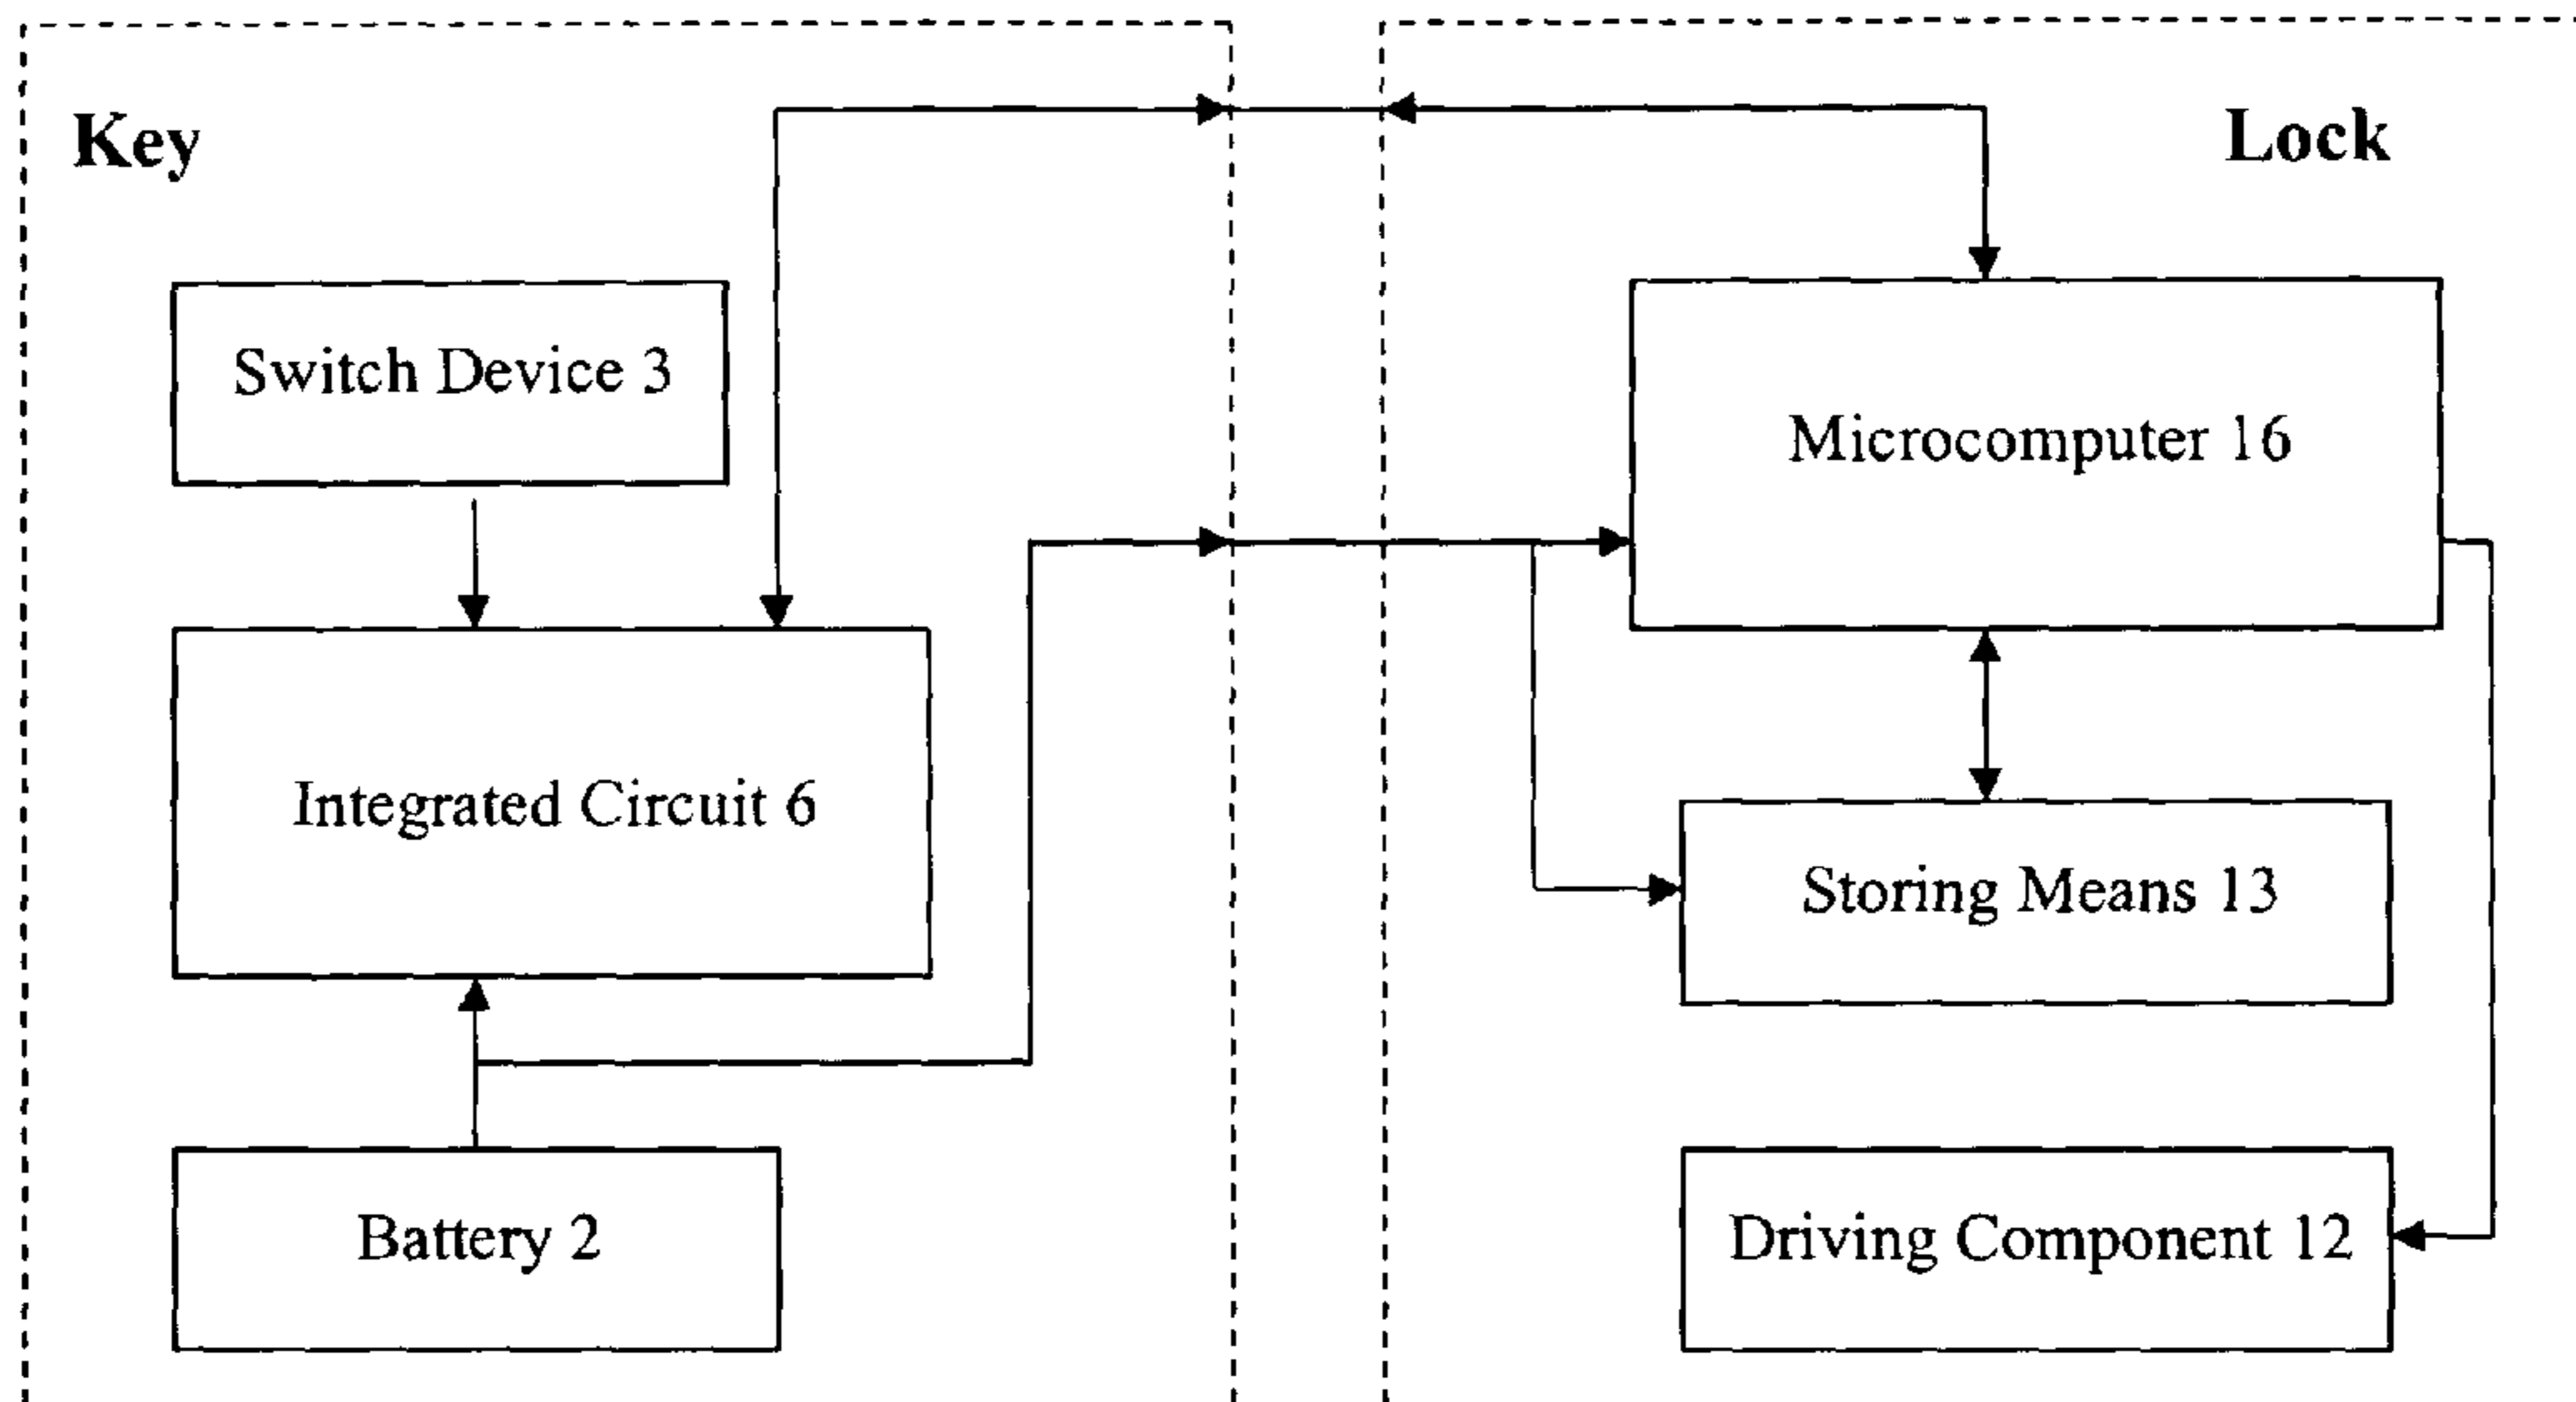 Key
Lock
Switch Device 3
Microcomputer 16
Integrated Circuit 6
Storing Means 13
Battery 2
Driving Component 12